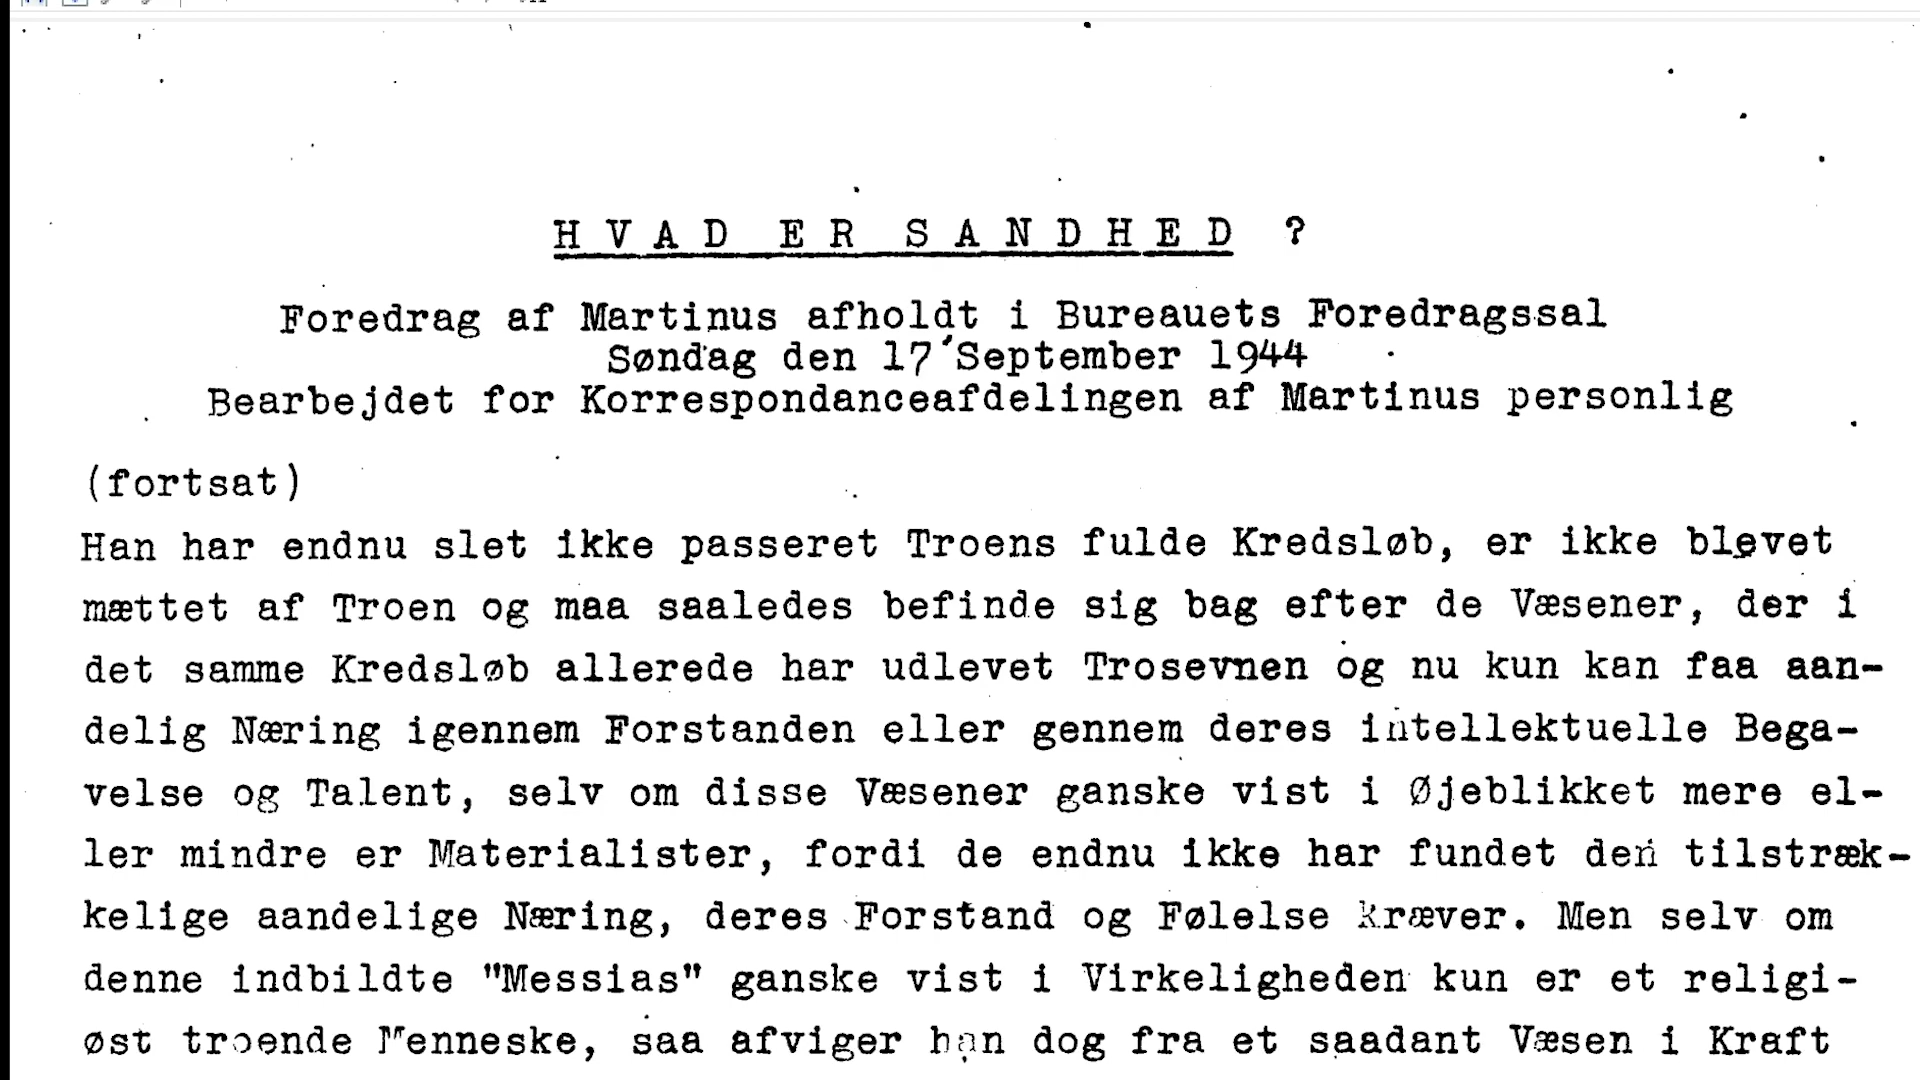 HVAD ER SANDHED ?
Foredrag af Martinus afholdt i Bureauets Foredragssal
Søndag den 17 September 1944
Bearbejdet for Korrespondanceafdelingen af Martinus personlig
(fortsat)
Han har endnu slet ikke passeret Troens fulde Kredsløb, er ikke blevet
mættet af Troen og maa saaledes befinde sig bag efter de Væsener, der i
det samme Kredsløb allerede har udlevet Trosevnen og nu kun kan faa aan-
delig Næring igennem Forstanden eller gennem deres intellektuelle Bega-
velse og Talent, selv om disse Væsener ganske vist i Øjeblikket mere el-
ler mindre er Materialister, fordi de endnu ikke har fundet den tilstræk-
kelige aandelige Næring, deres Forstand og Følelse kræver. Men selv om
denne indbildte "Messias" ganske vist i Virkeligheden kun er et religi-
øst troende Menneske, saa afviger han dog fra et saadant Væsen i Kraft